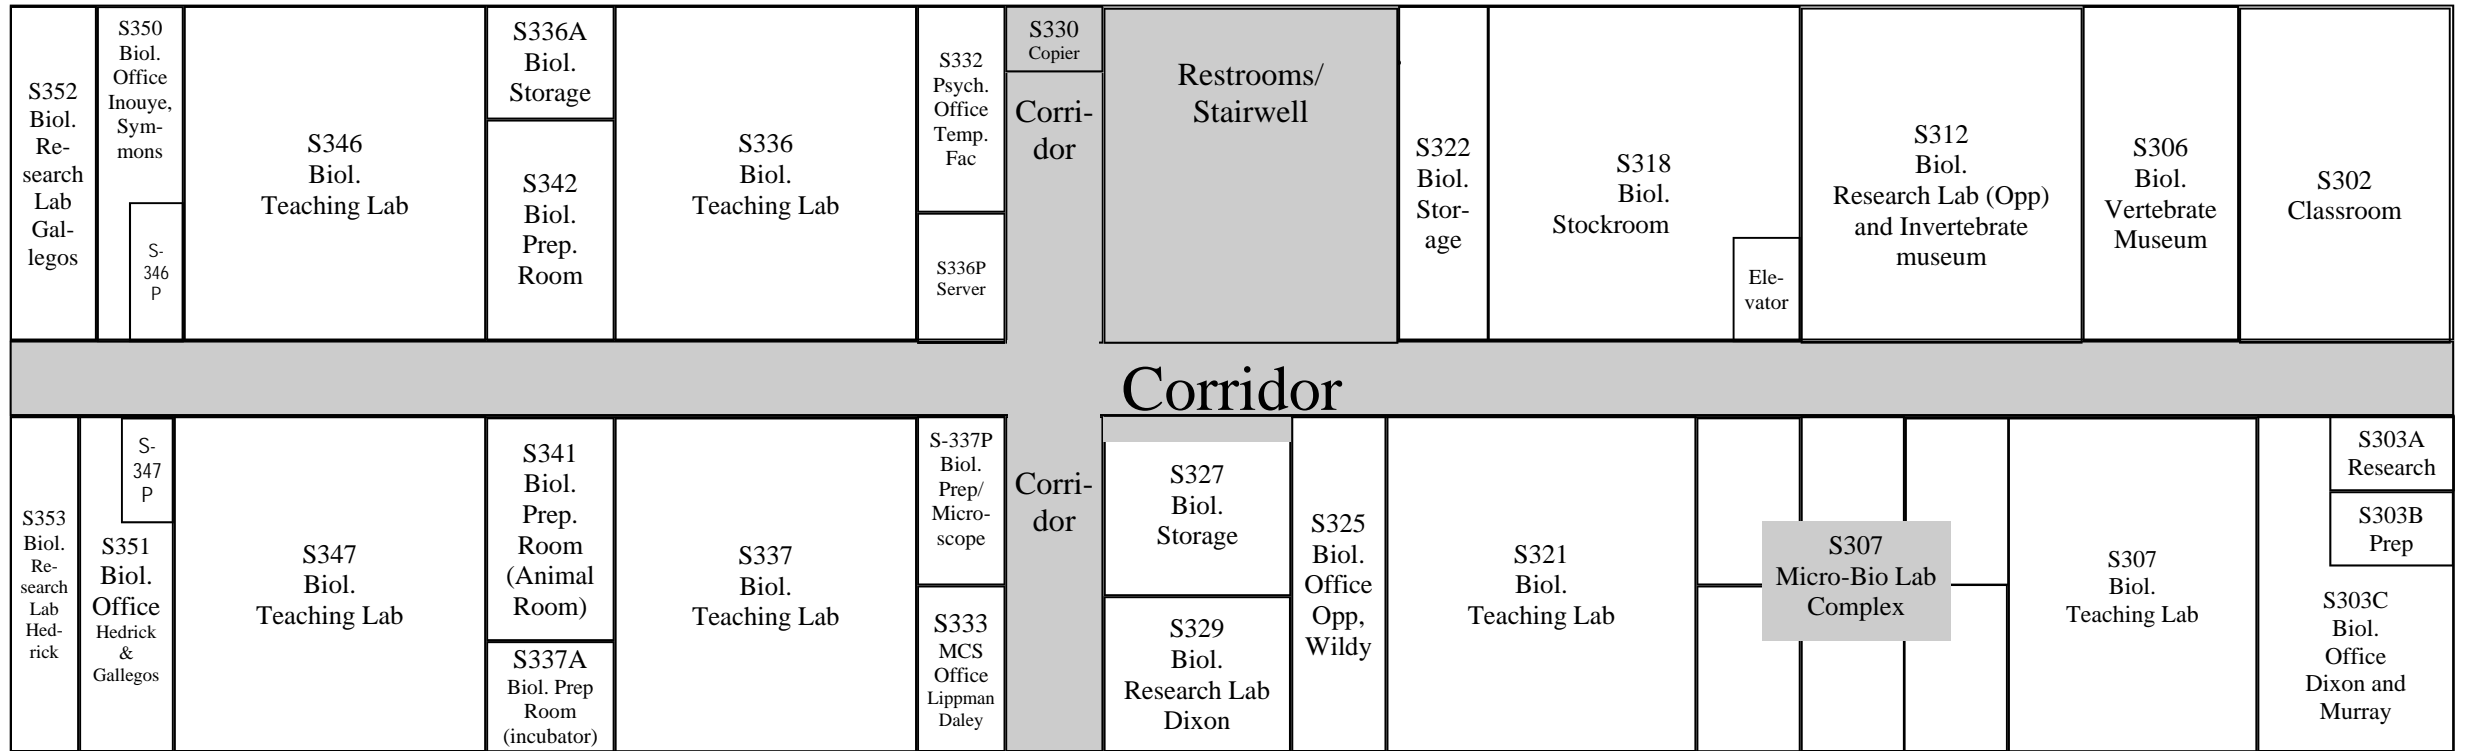 S352
Biol.
Re-
search
Lab
Gal-
legos
S350
Biol.
Office
Inouye,
Sym-
mons
S-
346
P
S346
Biol.
Teaching Lab
S336A
Biol.
Storage
S342
Biol.
Prep.
Room
S336
Biol.
Teaching Lab
S332
Psych.
Office
Temp.
Fac
S336P
Server
S330
Copier
Corri-
dor
Restrooms/
Stairwell
S322
Biol.
Stor-
age
S318
Biol.
Stockroom
Ele-
vator
S312
Biol.
Research Lab (Opp)
and Invertebrate
museum
S306
Biol.
Vertebrate
Museum
S302
Classroom
Corridor
S353
Biol.
Re-
search
Lab
Hed-
rick
S-
347
P
S351
Biol.
Office
Hedrick
&
Gallegos
S347
Biol.
Teaching Lab
S341
Biol.
Prep.
Room
(Animal
Room)
S337A
Biol. Prep
Room
(incubator)
S337
Biol.
Teaching Lab
S-337P
Biol.
Prep/
Micro-
scope
S333
MCS
Office
Lippman
Daley
Corri-
dor
S327
Biol.
Storage
S329
Biol.
Research Lab
Dixon
S325
Biol.
Office
Opp,
Wildy
S321
Biol.
Teaching Lab
S307
Micro-Bio Lab
Complex
S307
Biol.
Teaching Lab
S303A
Research
S303B
Prep
S303C
Biol.
Office
Dixon and
Murray